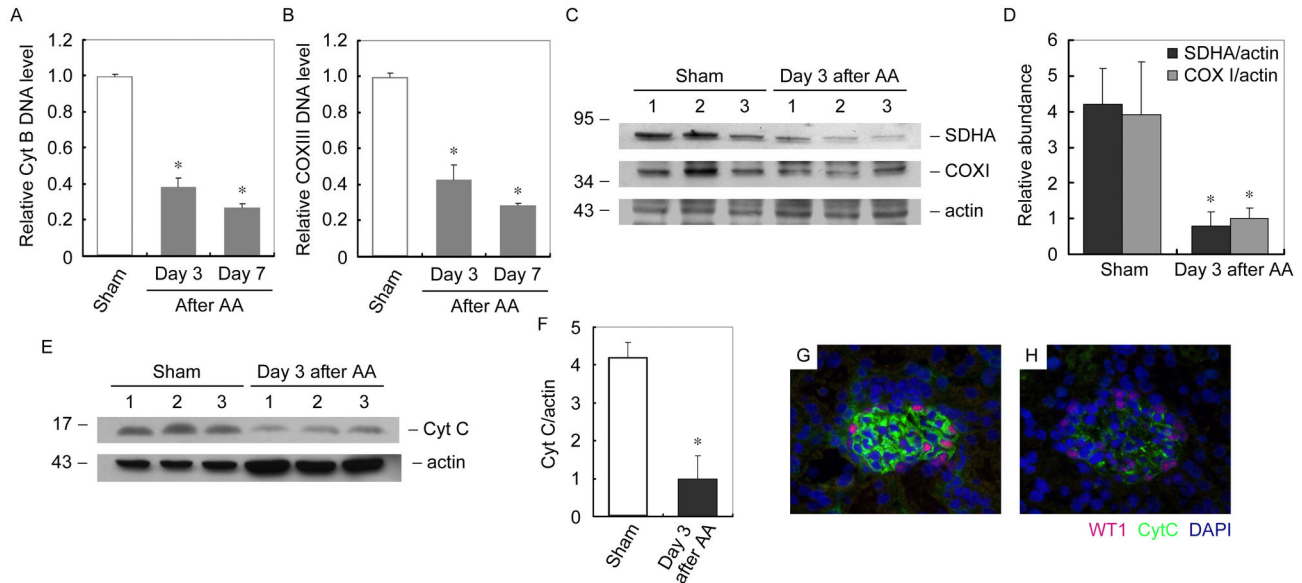 A
Relative Cyt B DNA level
1.2
1.0
0.8
0.6
0.4
0.2
0
*
*
Sham
Day 3
Day 7
After AA
B
Relative COXIII DNA level
1.2
1.0
0.8
0.6
0.4
0.2
0
*
*
Sham
Day 3
Day 7
After AA
C
Sham
Day 3 after AA
1 2 3 1 2 3
95
– SDHA
– COXI
34
43
– actin
D
Relative abundance
6
5
4
3
2
1
0
SDHA/actin
COX I/actin
* *
Sham
Day 3 after AA
E
Sham
Day 3 after AA
1 2 3 1 2 3
17
– Cyt C
43
– actin
F
Cyt C/actin
5
4
3
2
1
0
*
Sham
Day 3
after AA
G
H
WT1 CytC DAPI